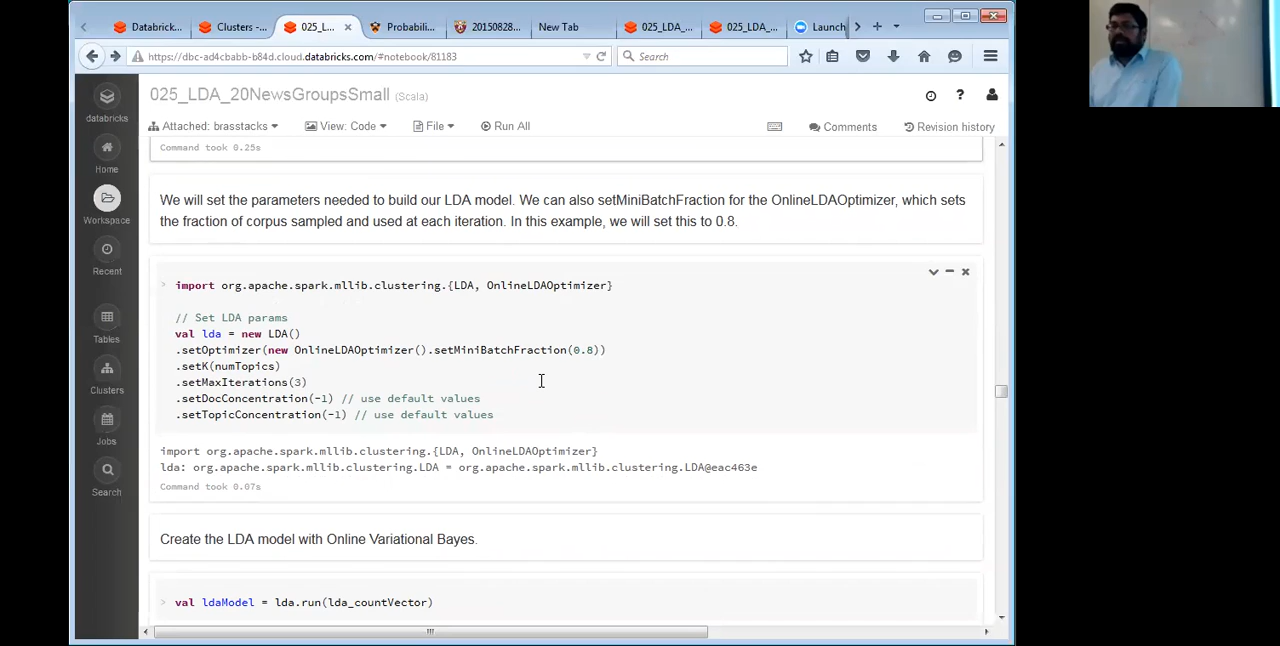 Databrick...
Clusters -...
025_L...
Probabili...
20150828...
New Tab
025_LDA_...
025_LDA_...
Launch
https://dbc-ad4cbabb-b84d.cloud.databricks.com/#notebook/81183
Search
025_LDA_20NewsGroupsSmall (Scala)
Attached: brasstacks
View: Code
File
Run All
Comments
Revision history
databricks
Home
Workspace
Recent
Tables
Clusters
Jobs
Search
Command took 0.25s
We will set the parameters needed to build our LDA model. We can also setMiniBatchFraction for the OnlineLDAOptimizer, which sets
the fraction of corpus sampled and used at each iteration. In this example, we will set this to 0.8.
> import org.apache.spark.mllib.clustering.{LDA, OnlineLDAOptimizer}
// Set LDA params
val lda = new LDA()
.setOptimizer(new OnlineLDAOptimizer().setMiniBatchFraction(0.8))
.setK(numTopics)
.setMaxIterations(3)
.setDocConcentration(-1) // use default values
.setTopicConcentration(-1) // use default values
import org.apache.spark.mllib.clustering.{LDA, OnlineLDAOptimizer}
lda: org.apache.spark.mllib.clustering.LDA = org.apache.spark.mllib.clustering.LDA@eac463e
Command took 0.07s
Create the LDA model with Online Variational Bayes.
> val ldaModel = lda.run(lda_countVector)